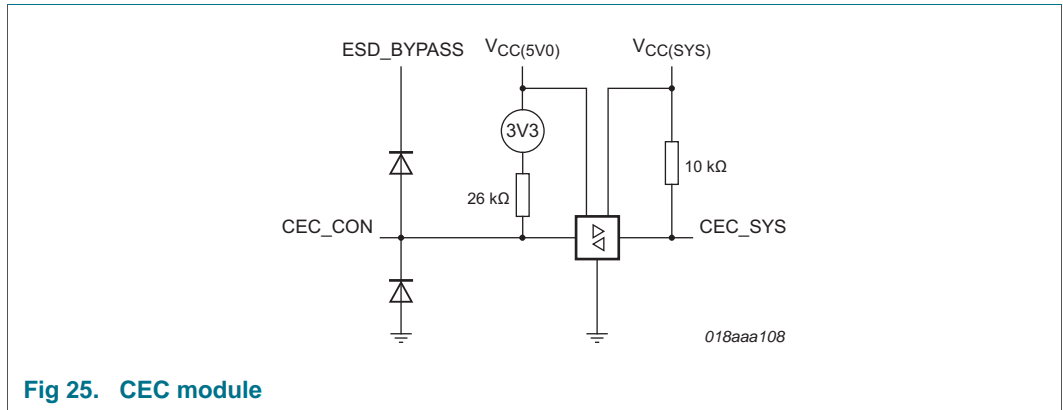 ESD_BYPASS
VCC(5V0)
VCC(SYS)
3V3
10 kΩ
26 kΩ
CEC_CON
CEC_SYS
018aaa108
Fig 25. CEC module